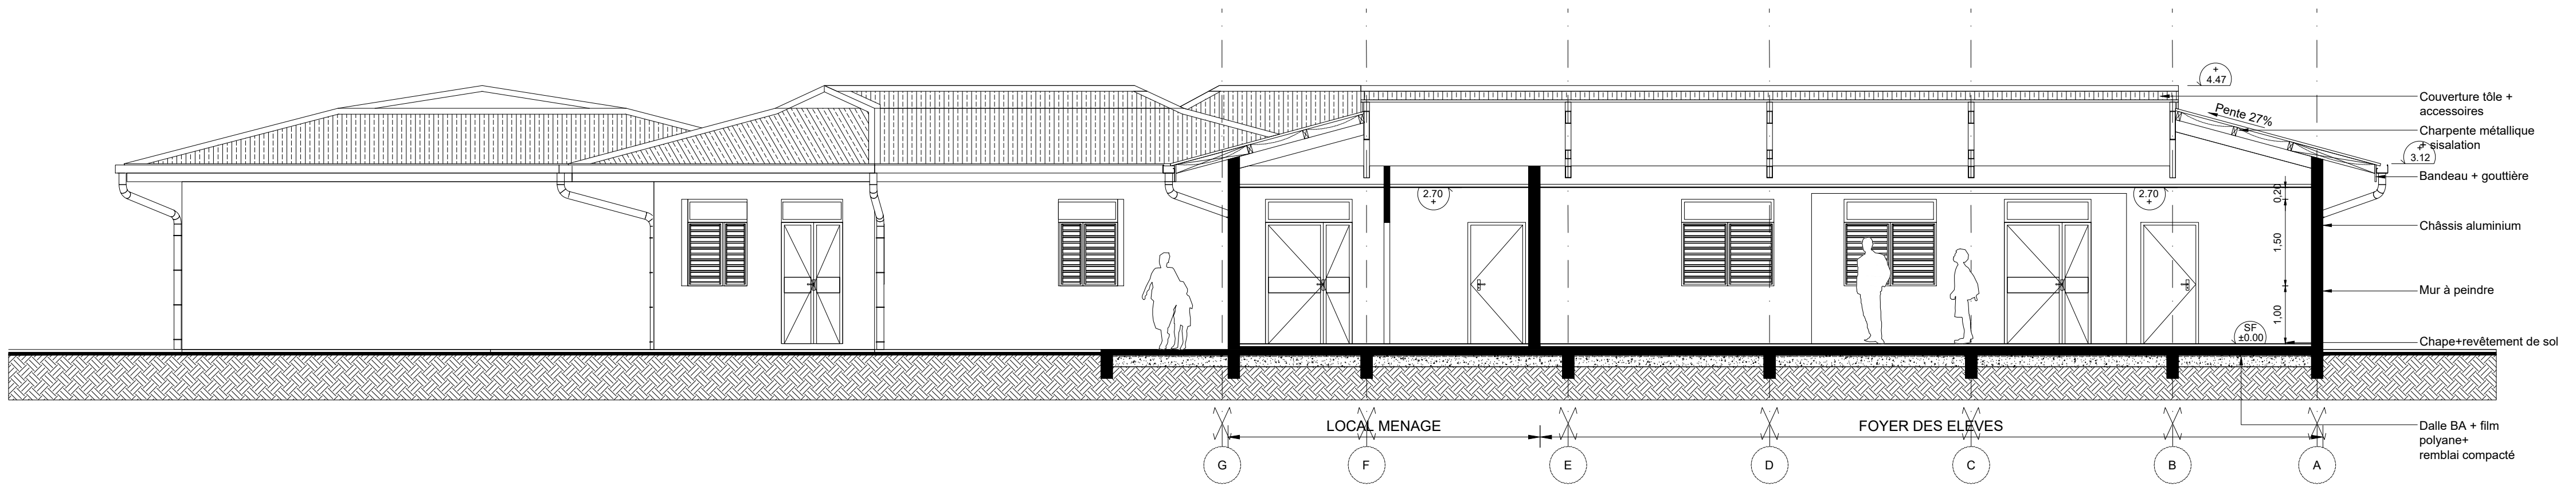 +
4.47
Couverture tôle +
accessoires
Pente 27%
Charpente métallique
+ sisalation
+
3.12
Bandeau + gouttière
2.70
+
2.70
+
0,20
Châssis aluminium
1,50
Mur à peindre
1,00
SF
±0.00
Chape+revêtement de sol
LOCAL MENAGE
FOYER DES ELEVES
Dalle BA + film
polyane+
remblai compacté
G
F
E
D
C
B
A